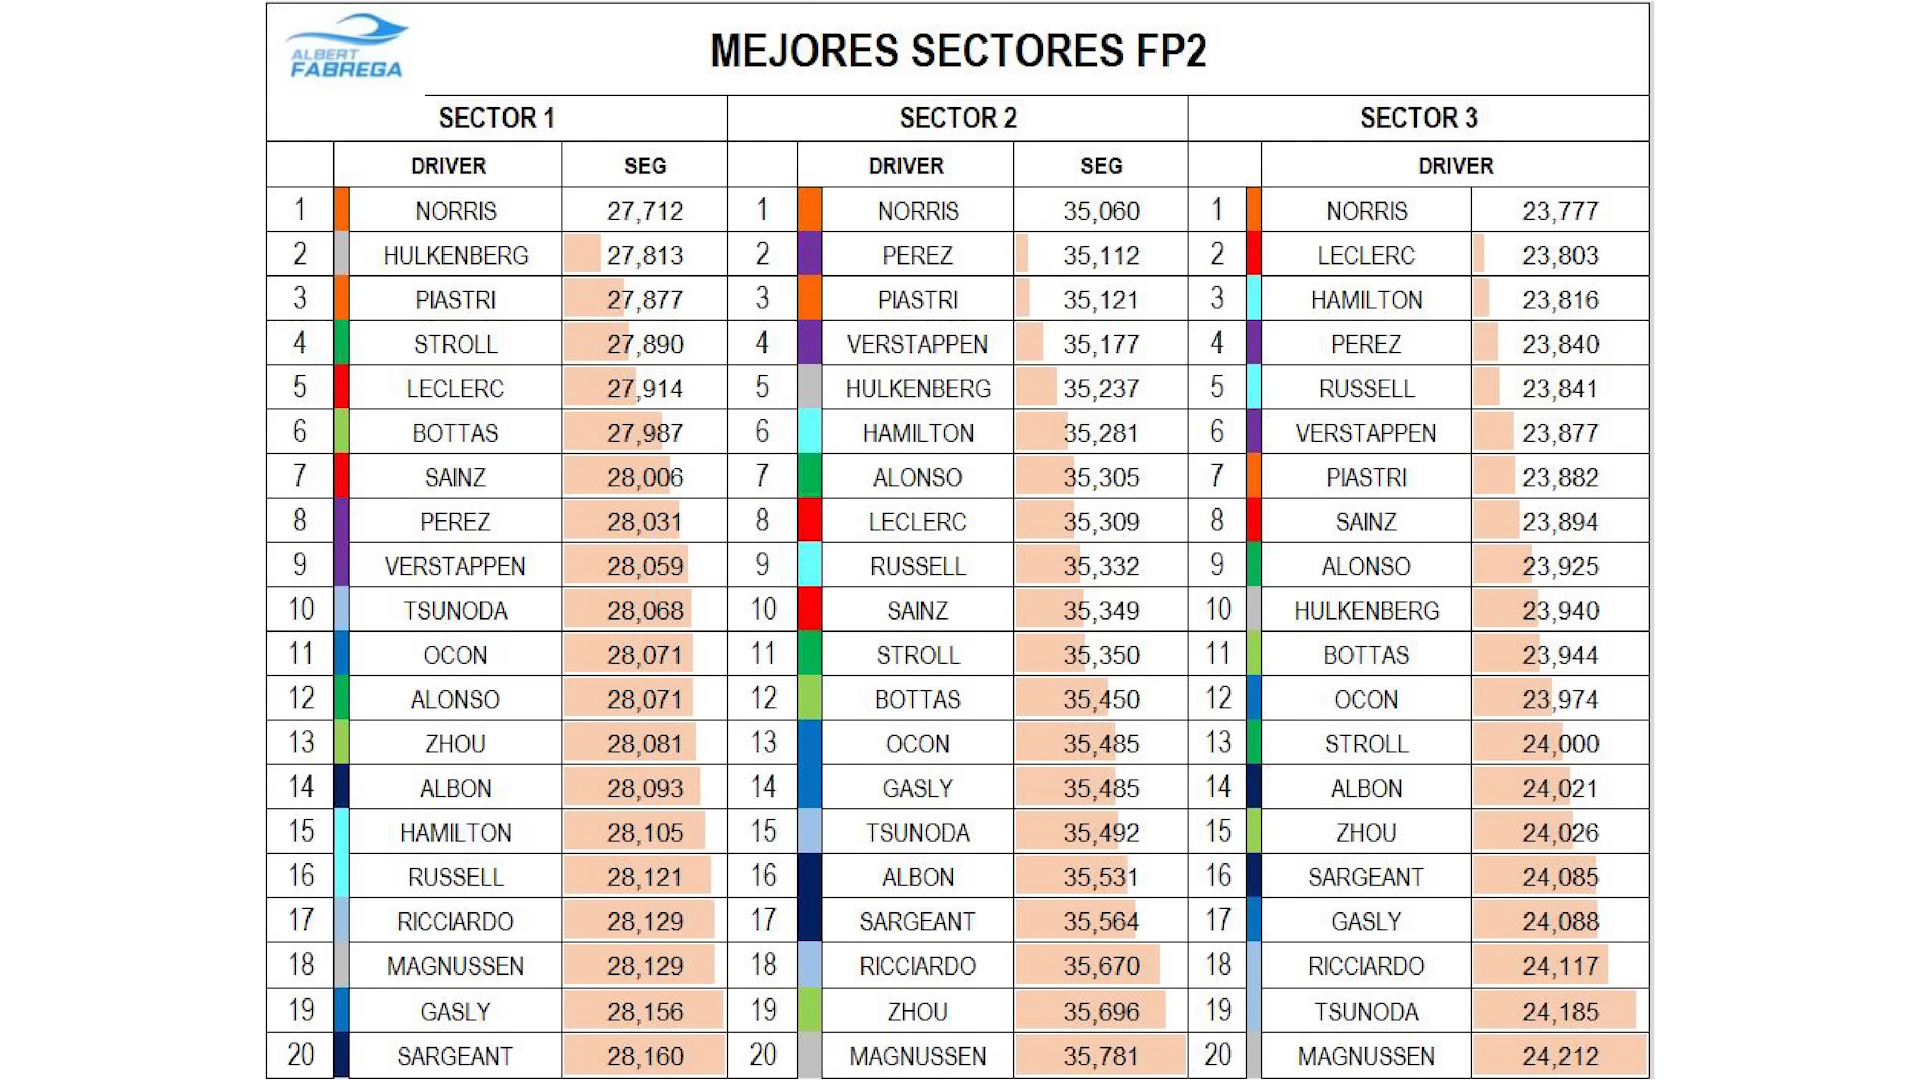 ALBERT
FABREGA
MEJORES SECTORES FP2
SECTOR 1 SECTOR 2 SECTOR 3
DRIVER SEG DRIVER SEG DRIVER
1 NORRIS 27,712 1 NORRIS 35,060 1 NORRIS 23,777
2 HULKENBERG 27,813 2 PEREZ 35,112 2 LECLERC 23,803
3 PIASTRI 27,877 3 PIASTRI 35,121 3 HAMILTON 23,816
4 STROLL 27,890 4 VERSTAPPEN 35,177 4 PEREZ 23,840
5 LECLERC 27,914 5 HULKENBERG 35,237 5 RUSSELL 23,841
6 BOTTAS 27,987 6 HAMILTON 35,281 6 VERSTAPPEN 23,877
7 SAINZ 28,006 7 ALONSO 35,305 7 PIASTRI 23,882
8 PEREZ 28,031 8 LECLERC 35,309 8 SAINZ 23,894
9 VERSTAPPEN 28,059 9 RUSSELL 35,332 9 ALONSO 23,925
10 TSUNODA 28,068 10 SAINZ 35,349 10 HULKENBERG 23,940
11 OCON 28,071 11 STROLL 35,350 11 BOTTAS 23,944
12 ALONSO 28,071 12 BOTTAS 35,450 12 OCON 23,974
13 ZHOU 28,081 13 OCON 35,485 13 STROLL 24,000
14 ALBON 28,093 14 GASLY 35,485 14 ALBON 24,021
15 HAMILTON 28,105 15 TSUNODA 35,492 15 ZHOU 24,026
16 RUSSELL 28,121 16 ALBON 35,531 16 SARGEANT 24,085
17 RICCIARDO 28,129 17 SARGEANT 35,564 17 GASLY 24,088
18 MAGNUSSEN 28,129 18 RICCIARDO 35,670 18 RICCIARDO 24,117
19 GASLY 28,156 19 ZHOU 35,696 19 TSUNODA 24,185
20 SARGEANT 28,160 20 MAGNUSSEN 35,781 20 MAGNUSSEN 24,212